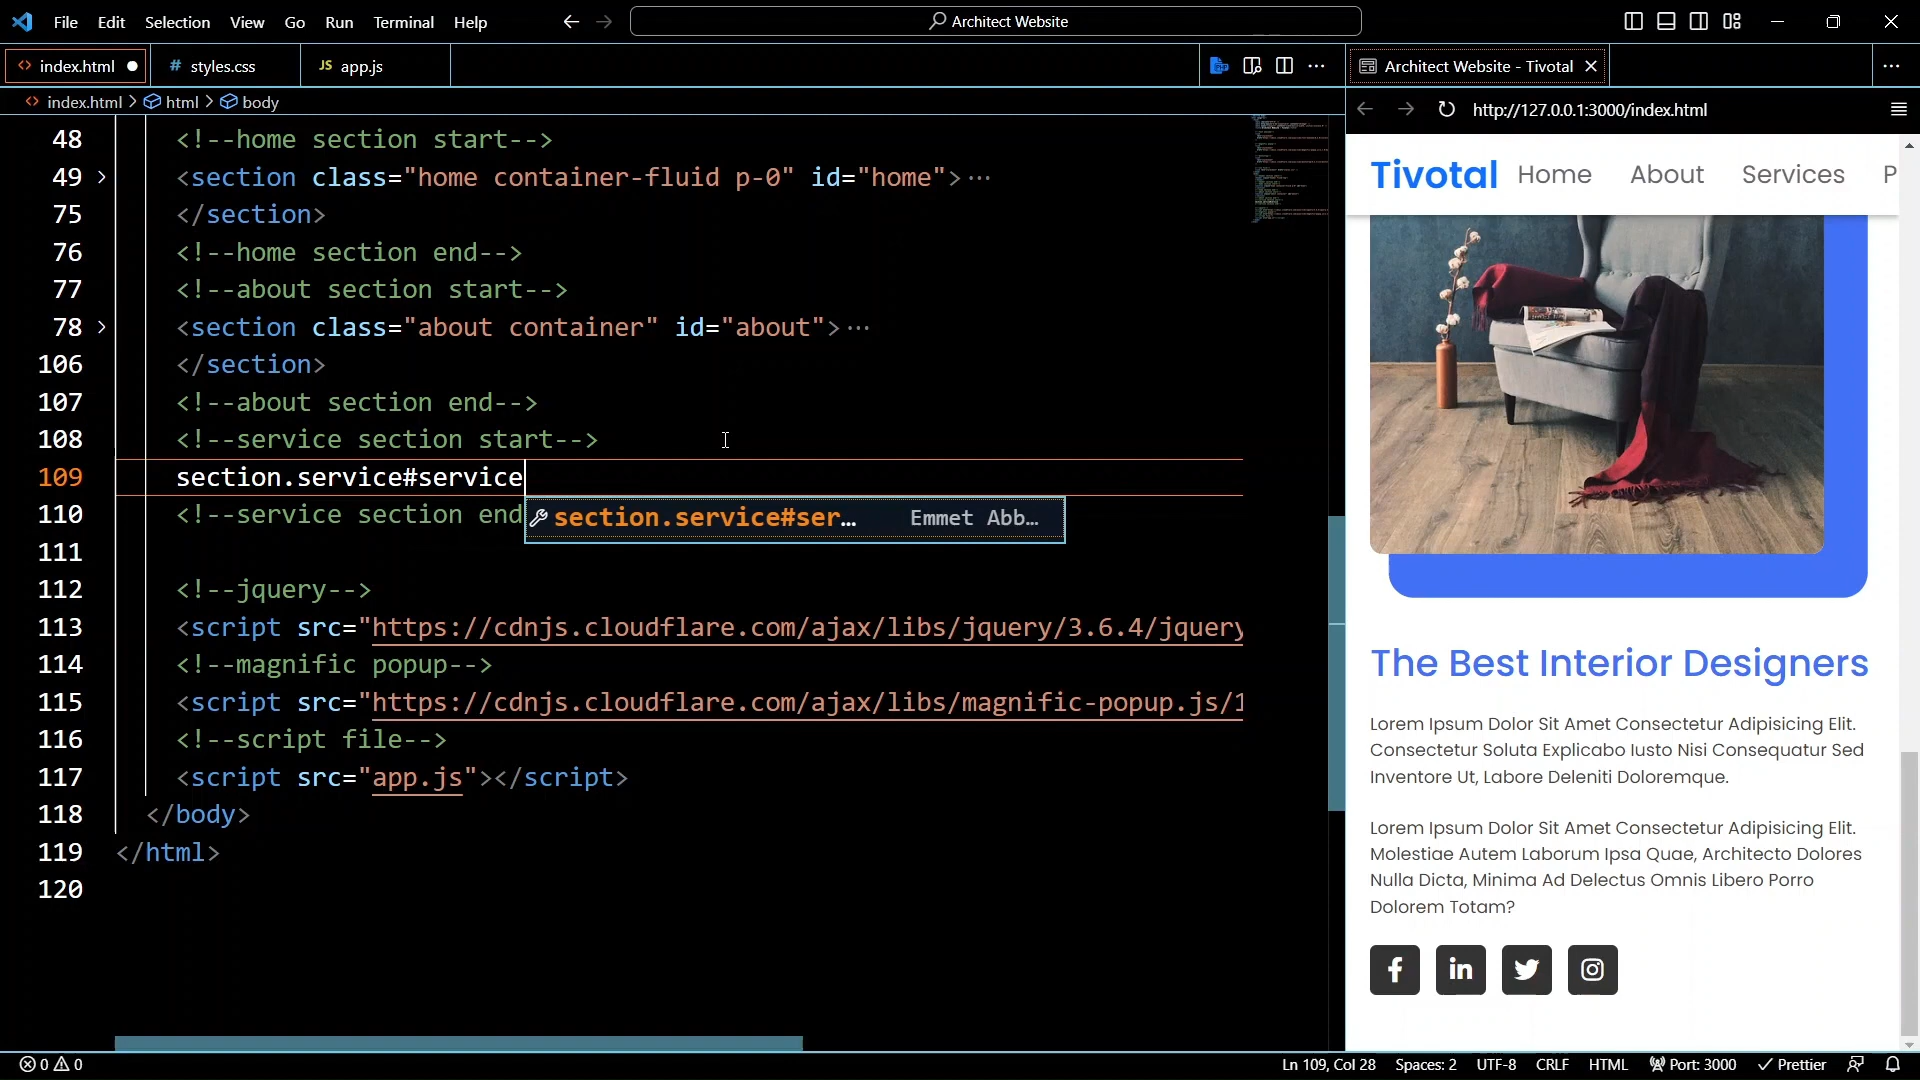 File Edit Selection View Go Run Terminal Help
Architect Website
index.html
# styles.css
JS app.js
Architect Website - Tivotal
index.html > html > body
http://127.0.0.1:3000/index.html
48 <!--home section start-->
49 <section class="home container-fluid p-0" id="home">…
75 </section>
76 <!--home section end-->
77 <!--about section start-->
78 <section class="about container" id="about">…
106 </section>
107 <!--about section end-->
108 <!--service section start-->
109 section.service#service
110 <!--service section end
section.service#ser… Emmet Abb…
111
112 <!--jquery-->
113 <script src="https://cdnjs.cloudflare.com/ajax/libs/jquery/3.6.4/jquery
114 <!--magnific popup-->
115 <script src="https://cdnjs.cloudflare.com/ajax/libs/magnific-popup.js/1
116 <!--script file-->
117 <script src="app.js"></script>
118 </body>
119 </html>
120
Tivotal Home About Services P
The Best Interior Designers
Lorem Ipsum Dolor Sit Amet Consectetur Adipisicing Elit.
Consectetur Soluta Explicabo Iusto Nisi Consequatur Sed
Inventore Ut, Labore Deleniti Doloremque.
Lorem Ipsum Dolor Sit Amet Consectetur Adipisicing Elit.
Molestiae Autem Laborum Ipsa Quae, Architecto Dolores
Nulla Dicta, Minima Ad Delectus Omnis Libero Porro
Dolorem Totam?
0 0
Ln 109, Col 28 Spaces: 2 UTF-8 CRLF HTML Port: 3000 Prettier